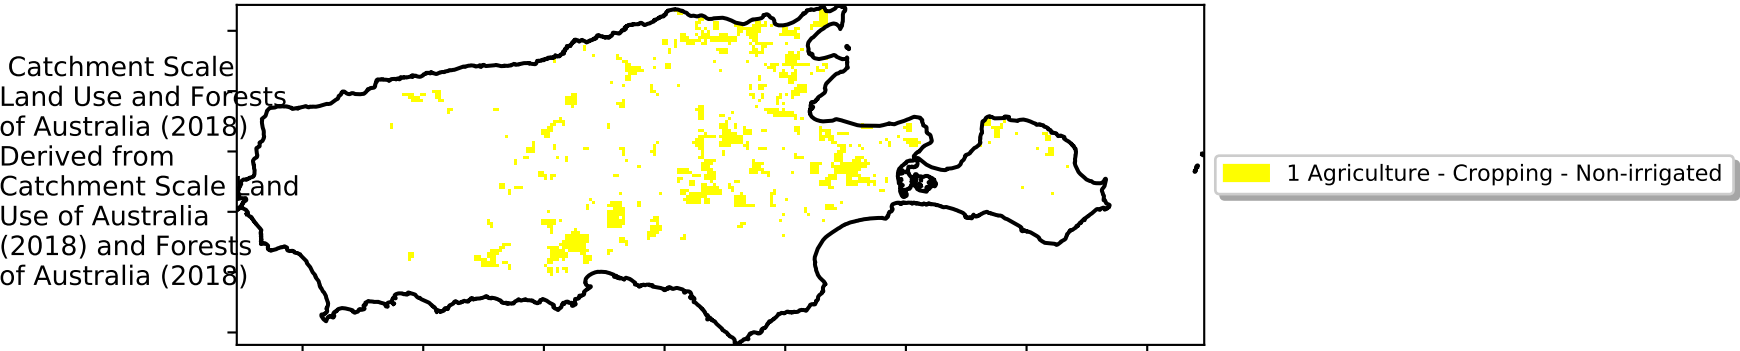 Catchment Scale
Land Use and Forests
of Australia (2018)
Derived from
Catchment Scale Land
Use of Australia
(2018) and Forests
of Australia (2018)
1 Agriculture - Cropping - Non-irrigated